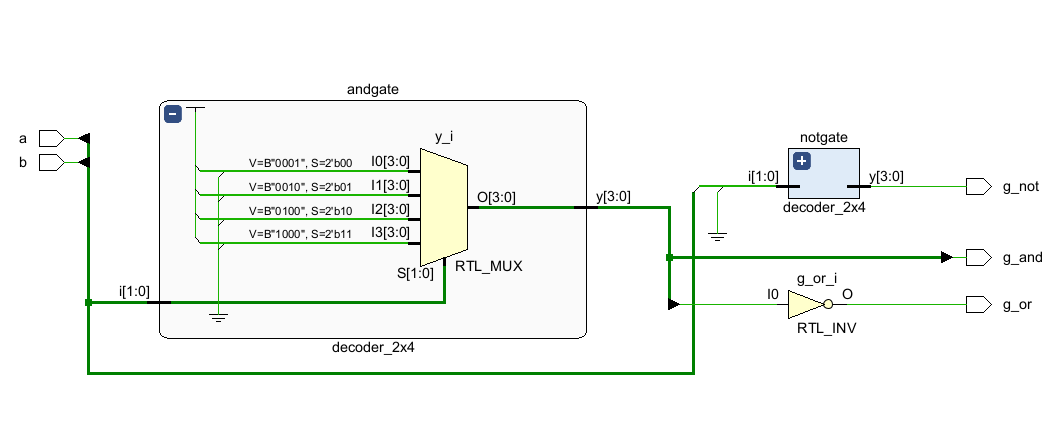 andgate
a
b
y_i
V=B"0001", S=2'b00 I0[3:0]
V=B"0010", S=2'b01 I1[3:0]
V=B"0100", S=2'b10 I2[3:0]
V=B"1000", S=2'b11 I3[3:0]
O[3:0]
S[1:0]
RTL_MUX
i[1:0]
y[3:0]
decoder_2x4
notgate
i[1:0]
y[3:0]
decoder_2x4
g_not
g_and
g_or_i
I0
O
RTL_INV
g_or